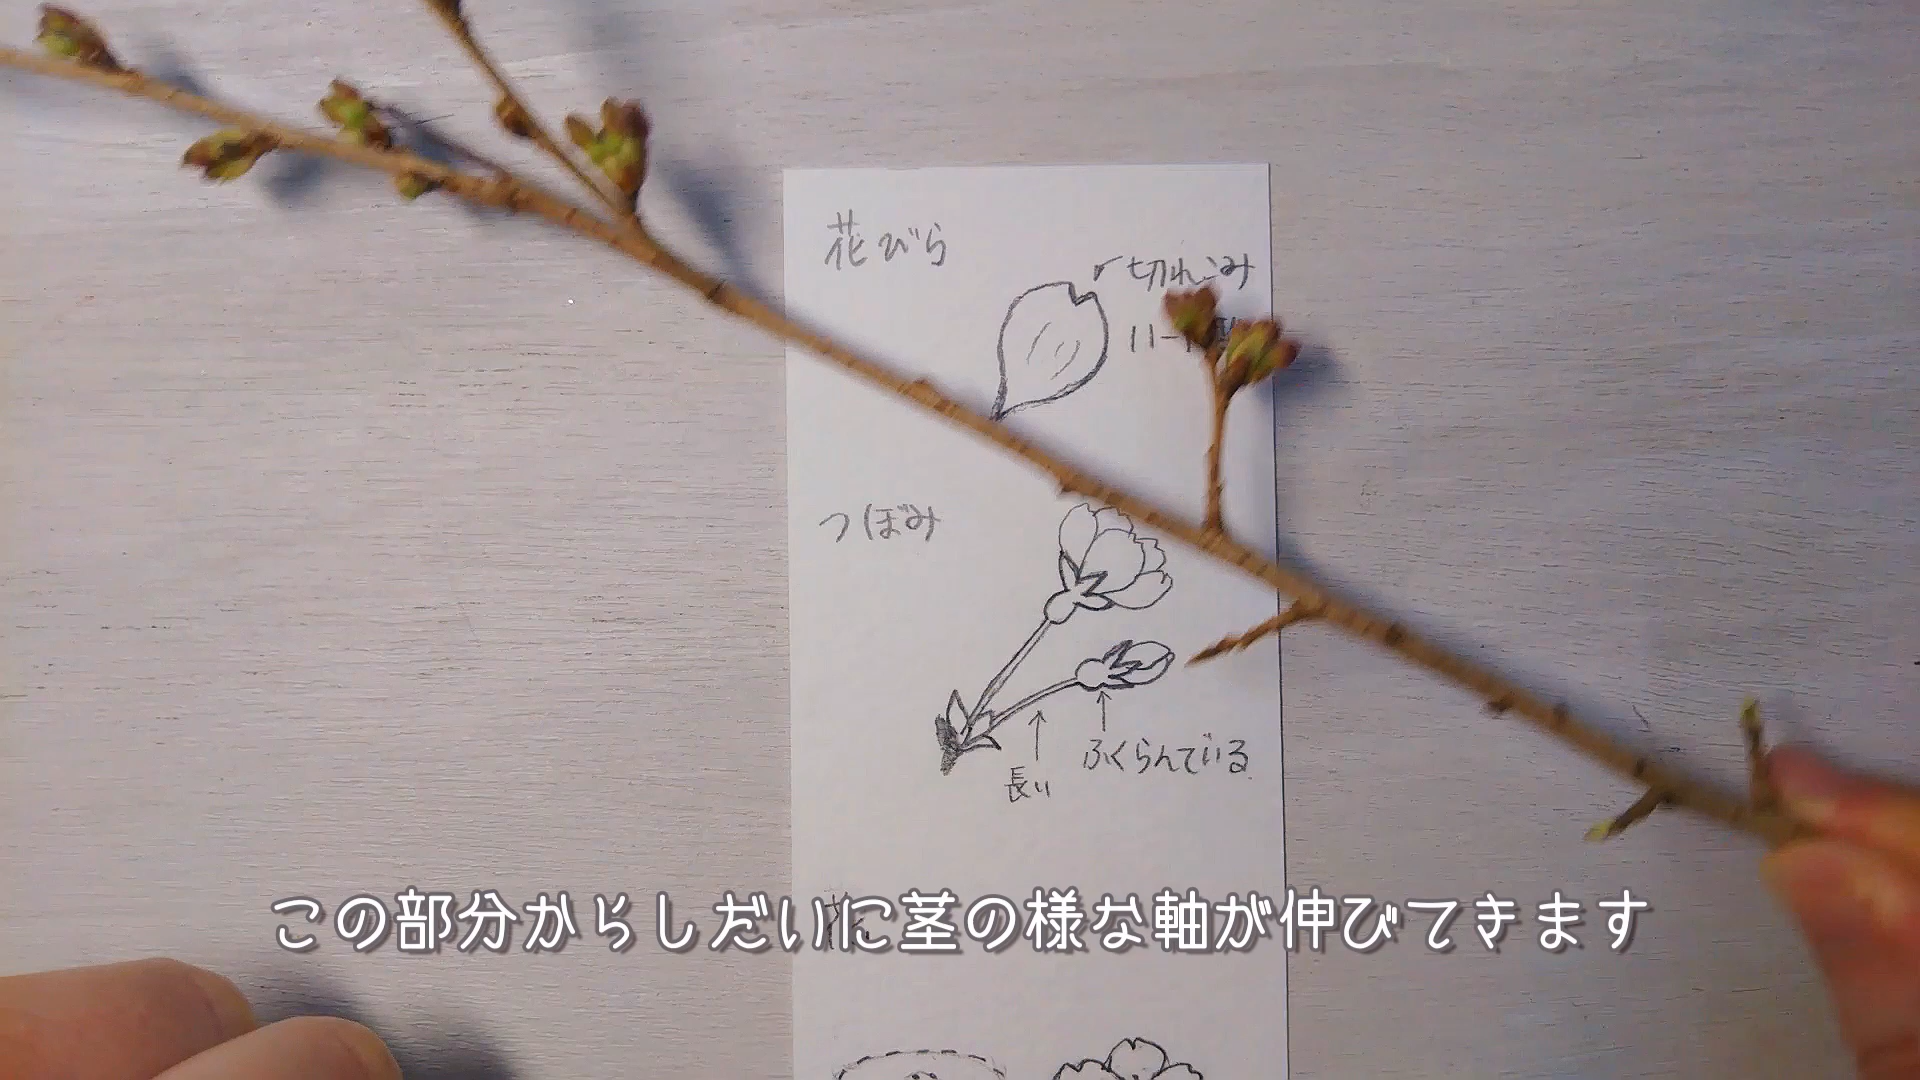 花びら
切れこみ
つぼみ
ふくらんでいる
長い
この部分からしだいに茎の様な軸が伸びてきます